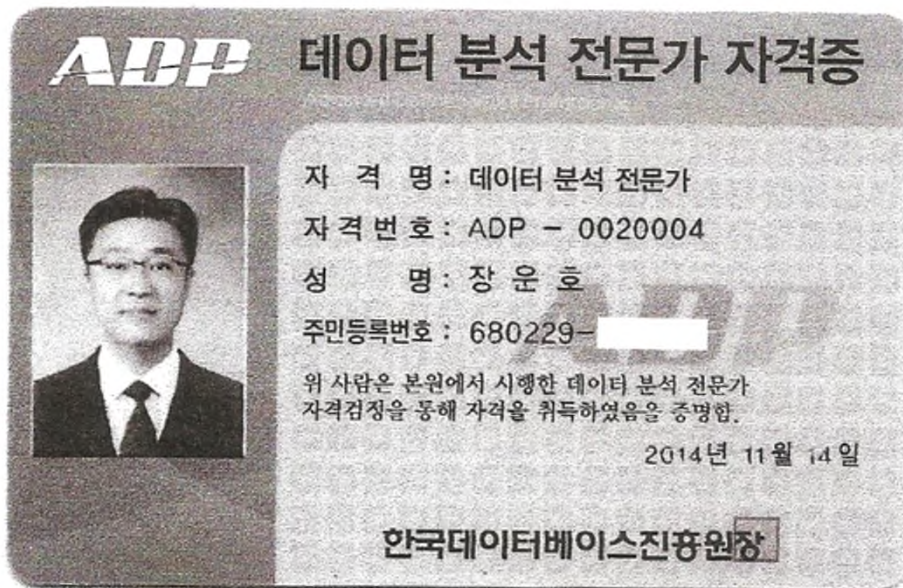 ADP 데이터 분석 전문가 자격증
자 격 명 : 데이터 분석 전문가
자격번호 : ADP - 0020004
성 명 : 장 운 호
주민등록번호 : 680229-
ADP
위 사람은 본원에서 시행한 데이터 분석 전문가
자격검정을 통해 자격을 취득하였음을 증명함.
2014년 11월 14일
한국데이터베이스진흥원장